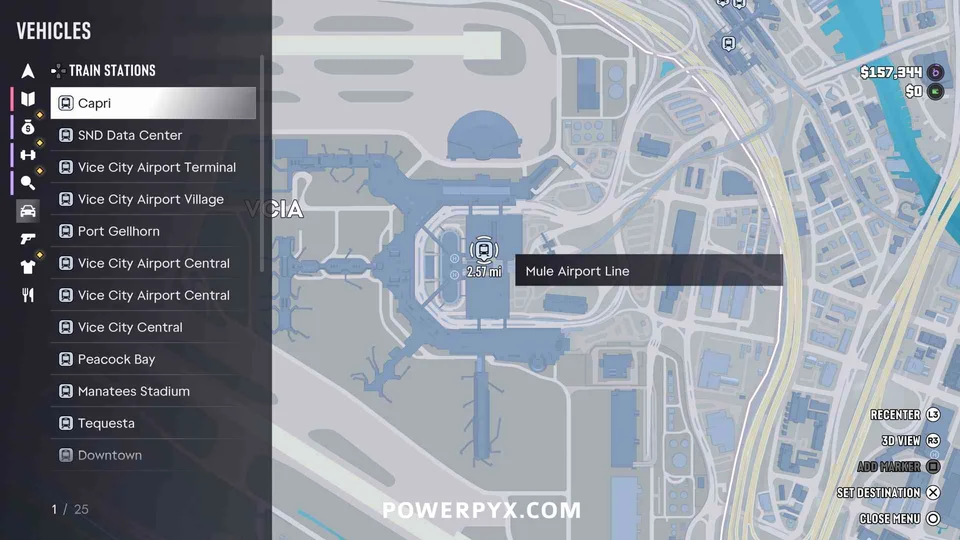 VEHICLES
TRAIN STATIONS
Capri
SND Data Center
Vice City Airport Terminal
Vice City Airport Village
Port Gellhorn
Vice City Airport Central
Vice City Airport Central
Vice City Central
Peacock Bay
Manatees Stadium
Tequesta
Downtown
1 / 25
VCIA
2.57 mi
Mule Airport Line
$157,344
$0
RECENTER L3
3D VIEW R3
ADD MARKER
SET DESTINATION
CLOSE MENU
POWERPYX.COM